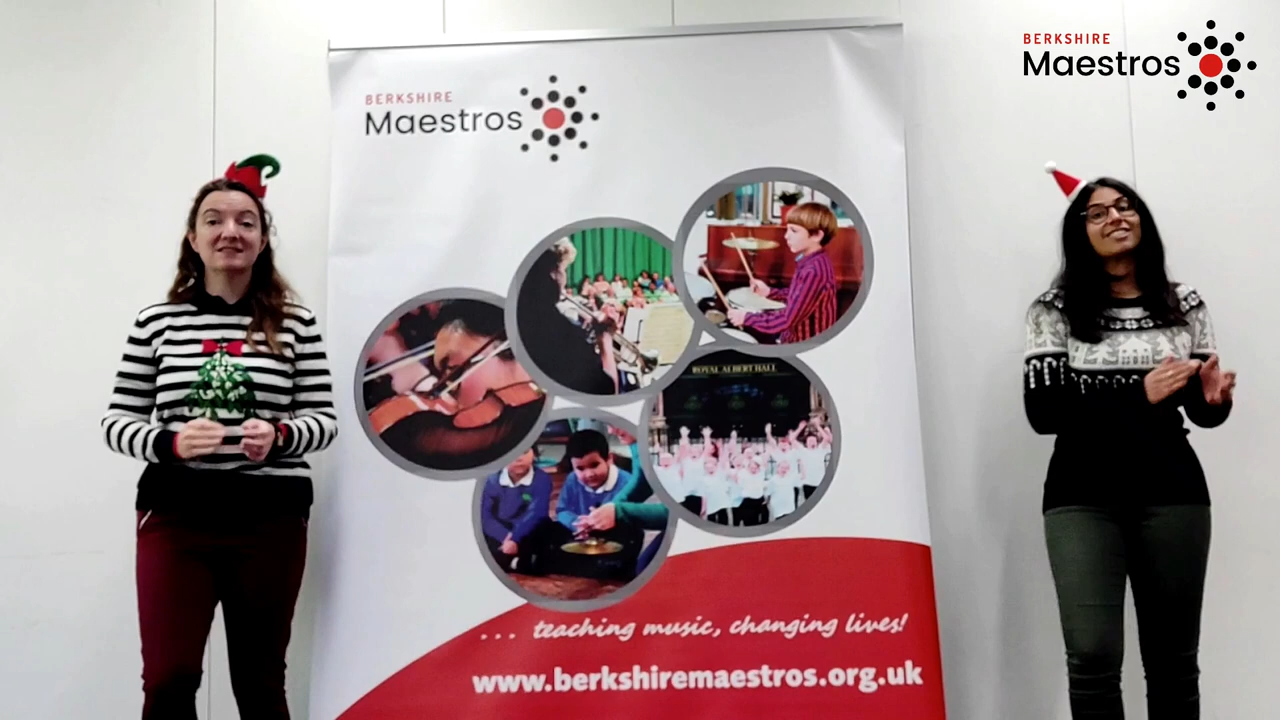 BERKSHIRE
Maestros
BERKSHIRE
Maestros
ROYAL ALBERT HALL
... teaching music, changing lives!
www.berkshiremaestros.org.uk